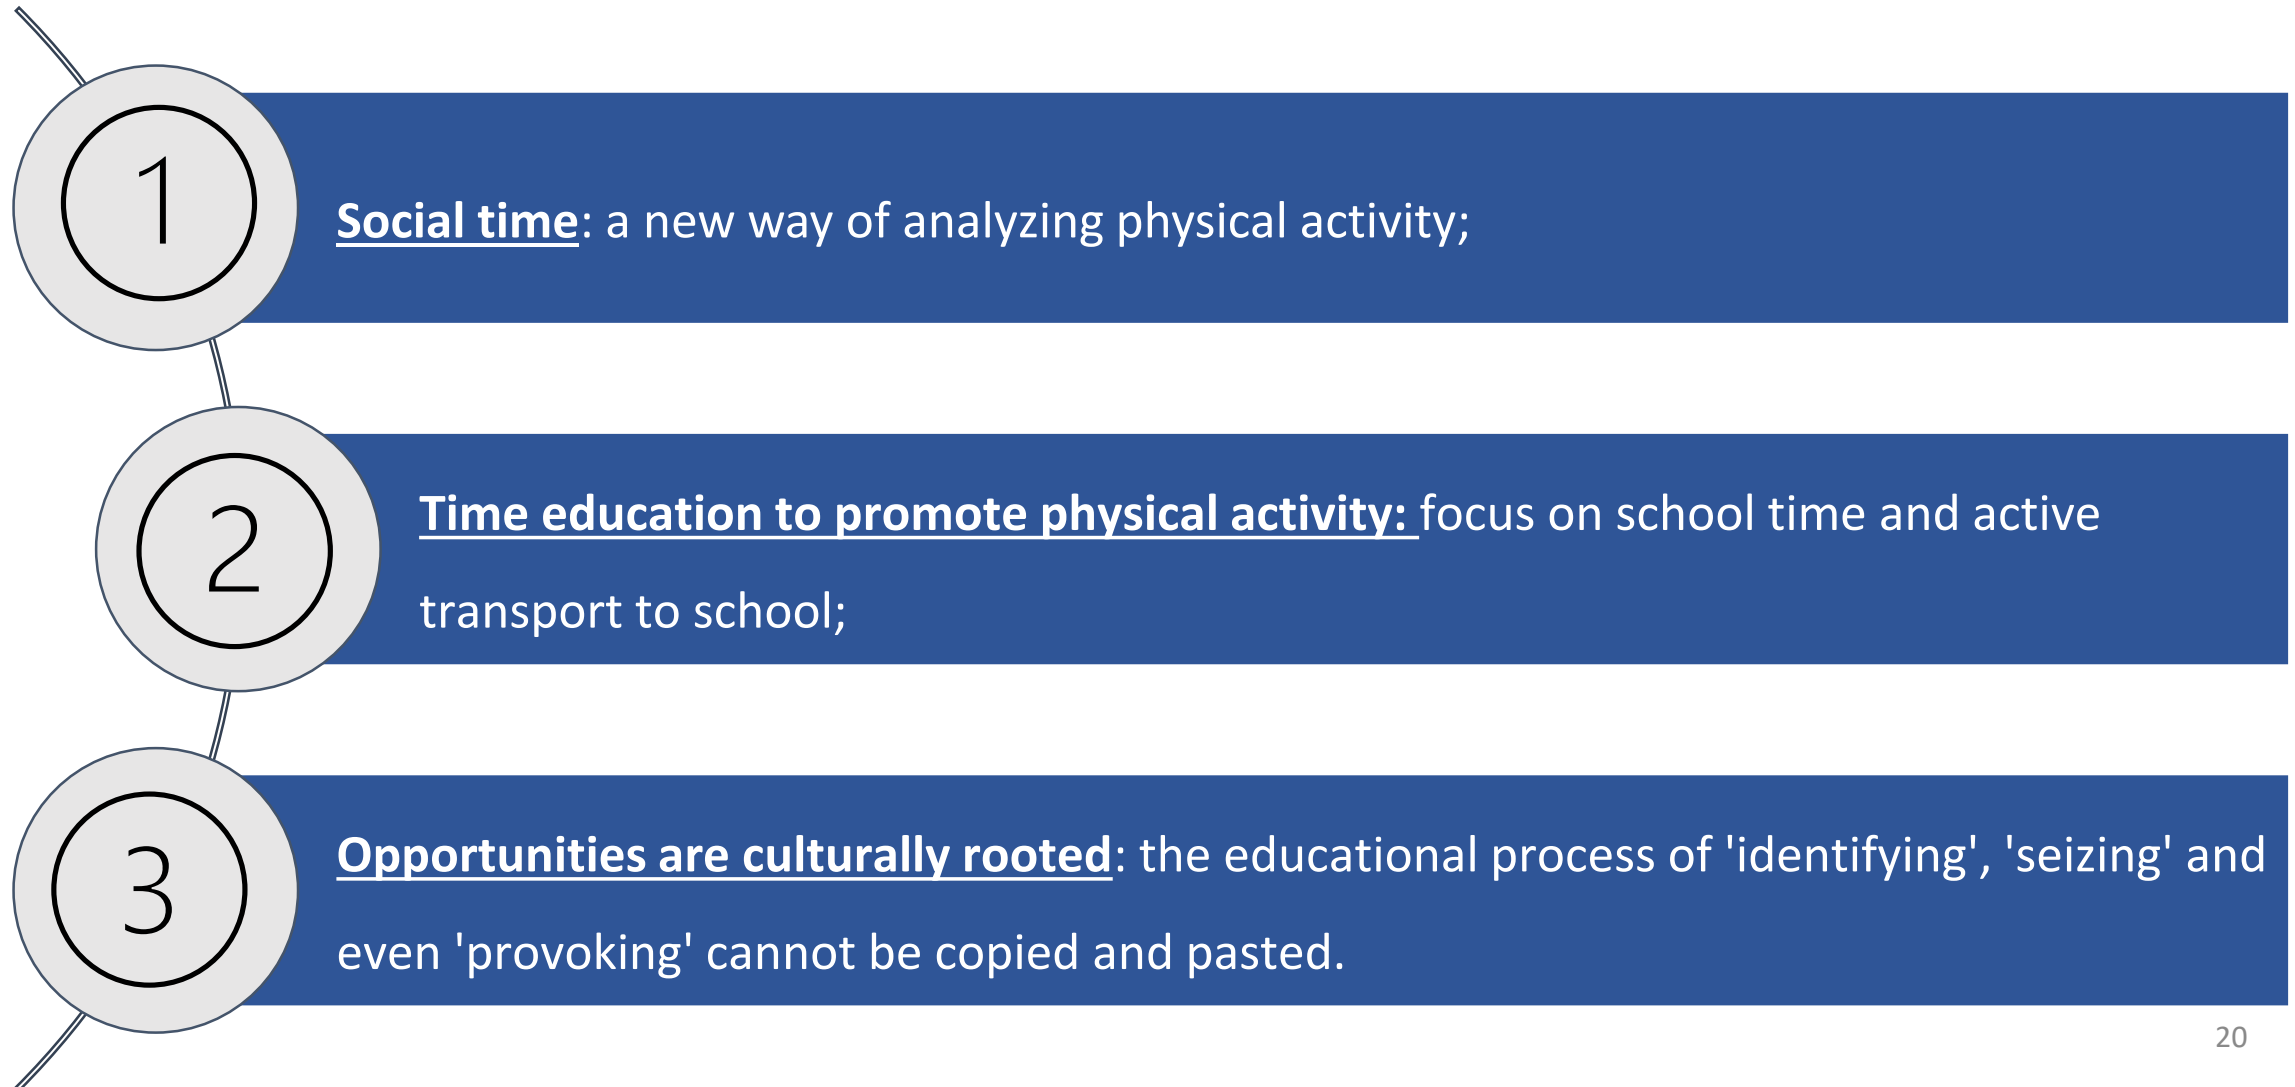 1
Social time: a new way of analyzing physical activity;
2
Time education to promote physical activity: focus on school time and active
transport to school;
3
Opportunities are culturally rooted: the educational process of 'identifying', 'seizing' and
even 'provoking' cannot be copied and pasted.
20